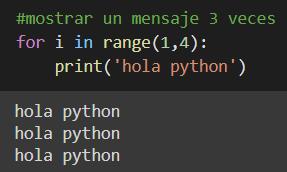 #mostrar un mensaje 3 veces
for i in range(1,4):
    print('hola python')
hola python
hola python
hola python